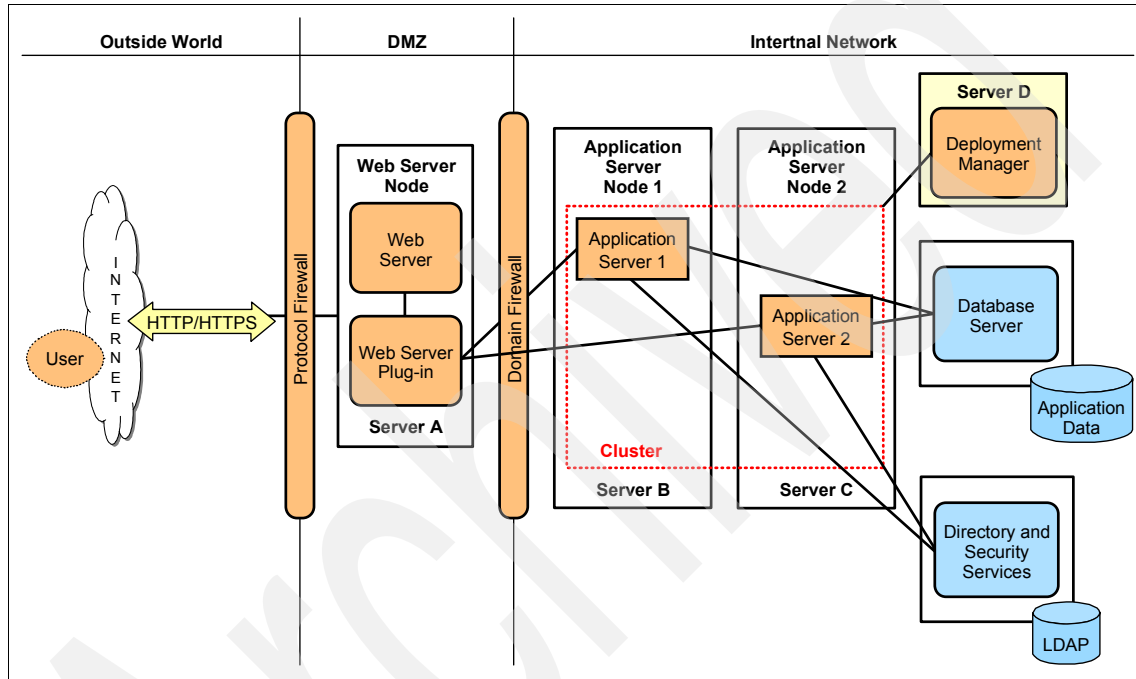 Outside World
DMZ
Intertnal Network
INTERNET
User
HTTP/HTTPS
Protocol Firewall
Web Server
Node
Web
Server
Web Server
Plug-in
Server A
Domain Firewall
Application
Server
Node 1
Application
Server 1
Cluster
Server B
Application
Server
Node 2
Application
Server 2
Server C
Server D
Deployment
Manager
Database
Server
Application
Data
Directory and
Security
Services
LDAP
Archived